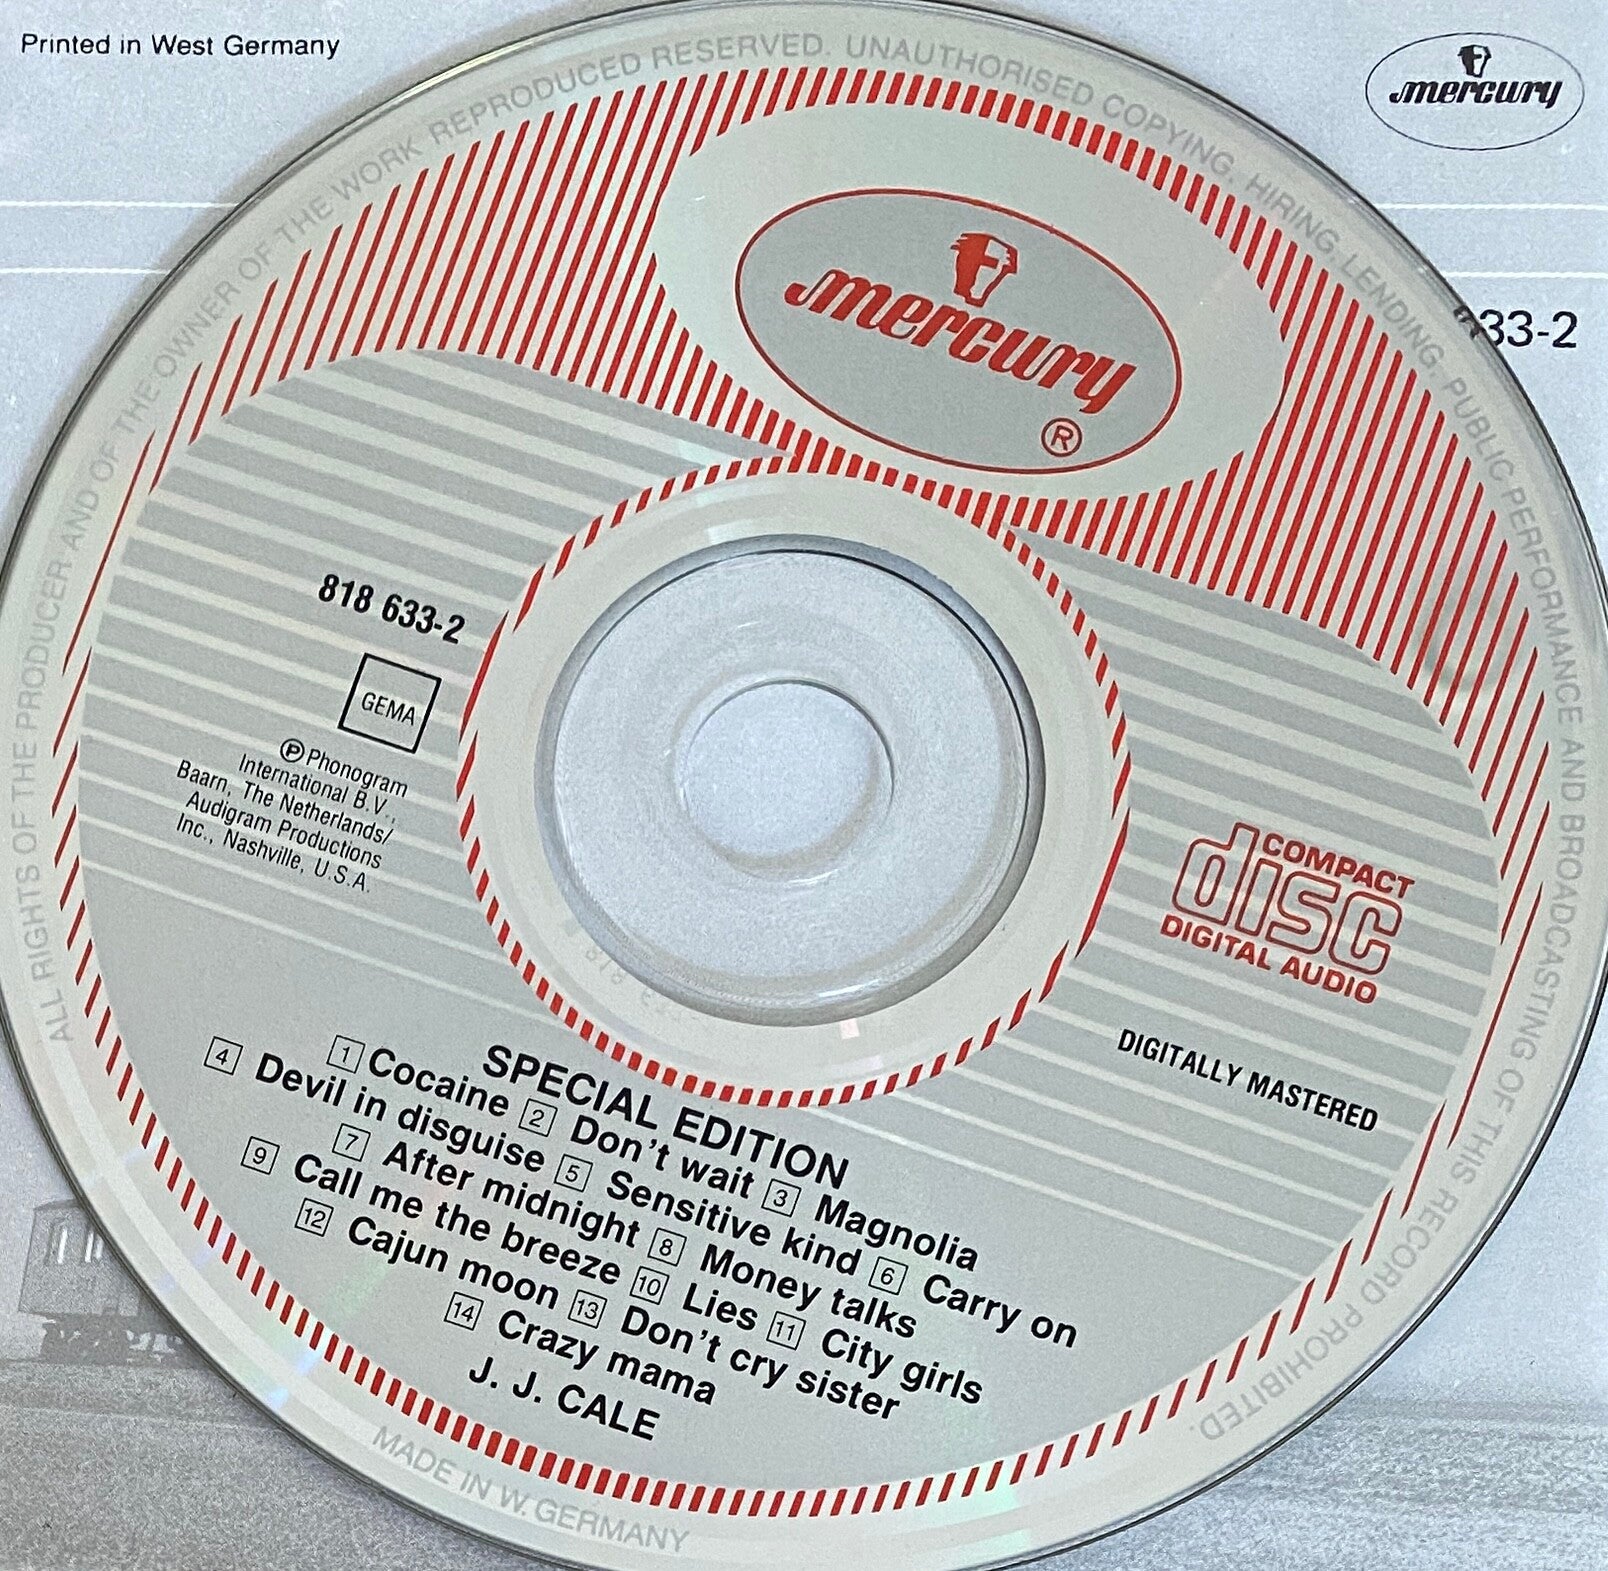 Printed in West Germany
mercury
33-2
ALL RIGHTS OF THE PRODUCER AND OF THE OWNER OF THE WORK REPRODUCED RESERVED. UNAUTHORISED COPYING, HIRING, LENDING, PUBLIC PERFORMANCE AND BROADCASTING OF THIS RECORD PROHIBITED.
mercury
®
818 633-2
GEMA
℗ Phonogram
International B.V.,
Baarn, The Netherlands/
Audigram Productions
Inc., Nashville, U.S.A.
COMPACT
disc
DIGITAL AUDIO
DIGITALLY MASTERED
SPECIAL EDITION
1 Cocaine 2 Don't wait 3 Magnolia
4 Devil in disguise 5 Sensitive kind 6 Carry on
7 After midnight 8 Money talks
9 Call me the breeze 10 Lies 11 City girls
12 Cajun moon 13 Don't cry sister
14 Crazy mama
J. J. CALE
MADE IN W. GERMANY